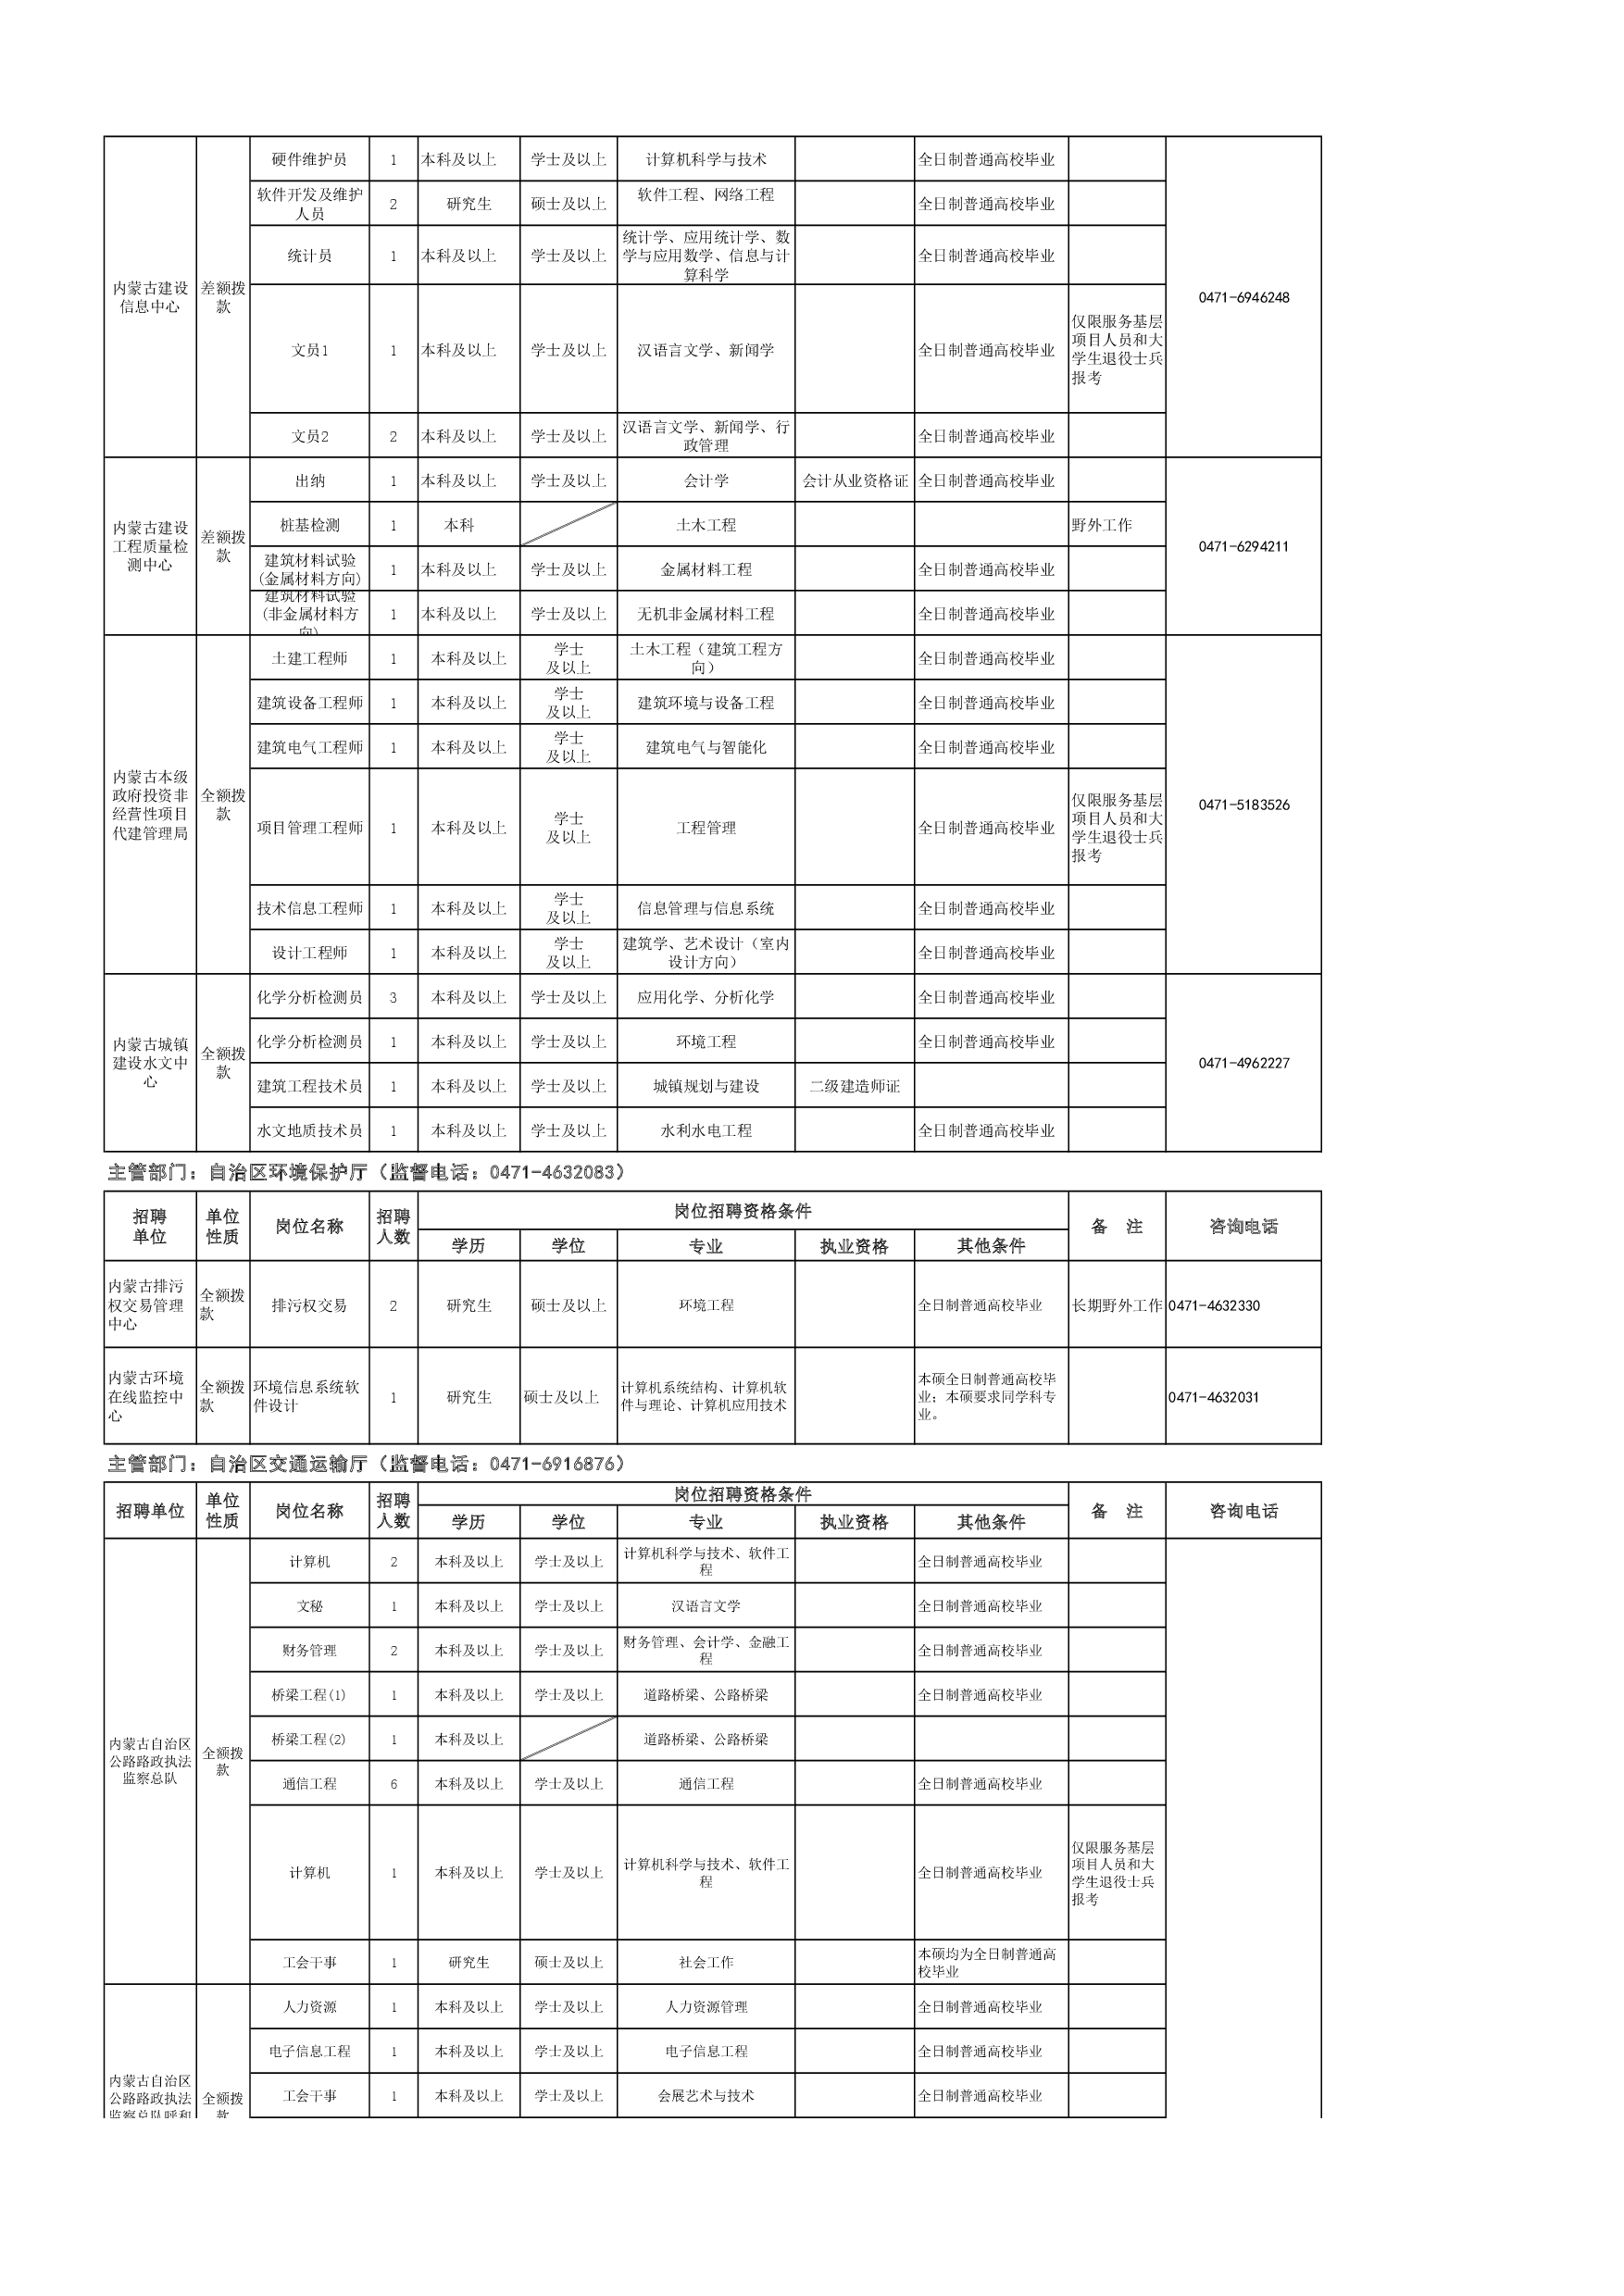 内蒙古建设
信息中心
差额拨
款
硬件维护员 1 本科及以上 学士及以上 计算机科学与技术 全日制普通高校毕业
软件开发及维护
人员
2 研究生 硕士及以上 软件工程、网络工程 全日制普通高校毕业
统计员 1 本科及以上 学士及以上
统计学、应用统计学、数
学与应用数学、信息与计
算科学
全日制普通高校毕业
文员1 1 本科及以上 学士及以上 汉语言文学、新闻学 全日制普通高校毕业
仅限服务基层
项目人员和大
学生退役士兵
报考
文员2 2 本科及以上 学士及以上
汉语言文学、新闻学、行
政管理
全日制普通高校毕业
0471-6946248
内蒙古建设
工程质量检
测中心
差额拨
款
出纳 1 本科及以上 学士及以上 会计学 会计从业资格证 全日制普通高校毕业
桩基检测 1 本科 土木工程 野外工作
建筑材料试验
(金属材料方向)
1 本科及以上 学士及以上 金属材料工程 全日制普通高校毕业
建筑材料试验
(非金属材料方
向)
1 本科及以上 学士及以上 无机非金属材料工程 全日制普通高校毕业
0471-6294211
内蒙古本级
政府投资非
经营性项目
代建管理局
全额拨
款
土建工程师 1 本科及以上
学士
及以上
土木工程（建筑工程方
向）
全日制普通高校毕业
建筑设备工程师 1 本科及以上
学士
及以上
建筑环境与设备工程 全日制普通高校毕业
建筑电气工程师 1 本科及以上
学士
及以上
建筑电气与智能化 全日制普通高校毕业
项目管理工程师 1 本科及以上
学士
及以上
工程管理 全日制普通高校毕业
仅限服务基层
项目人员和大
学生退役士兵
报考
技术信息工程师 1 本科及以上
学士
及以上
信息管理与信息系统 全日制普通高校毕业
设计工程师 1 本科及以上
学士
及以上
建筑学、艺术设计（室内
设计方向）
全日制普通高校毕业
0471-5183526
内蒙古城镇
建设水文中
心
全额拨
款
化学分析检测员 3 本科及以上 学士及以上 应用化学、分析化学 全日制普通高校毕业
化学分析检测员 1 本科及以上 学士及以上 环境工程 全日制普通高校毕业
建筑工程技术员 1 本科及以上 学士及以上 城镇规划与建设 二级建造师证
水文地质技术员 1 本科及以上 学士及以上 水利水电工程 全日制普通高校毕业
0471-4962227
主管部门：自治区环境保护厅（监督电话：0471-4632083）
招聘
单位
单位
性质
岗位名称
招聘
人数
岗位招聘资格条件
学历 学位 专业 执业资格 其他条件
备 注
咨询电话
内蒙古排污
权交易管理
中心
全额拨
款
排污权交易 2 研究生 硕士及以上 环境工程 全日制普通高校毕业 长期野外工作 0471-4632330
内蒙古环境
在线监控中
心
全额拨
款
环境信息系统软
件设计
1 研究生 硕士及以上
计算机系统结构、计算机软
件与理论、计算机应用技术
本硕全日制普通高校毕
业；本硕要求同学科专
业。
0471-4632031
主管部门：自治区交通运输厅（监督电话：0471-6916876）
招聘单位
单位
性质
岗位名称
招聘
人数
岗位招聘资格条件
学历 学位 专业 执业资格 其他条件
备 注
咨询电话
内蒙古自治区
公路路政执法
监察总队
全额拨
款
计算机 2 本科及以上 学士及以上
计算机科学与技术、软件工
程
全日制普通高校毕业
文秘 1 本科及以上 学士及以上 汉语言文学 全日制普通高校毕业
财务管理 2 本科及以上 学士及以上
财务管理、会计学、金融工
程
全日制普通高校毕业
桥梁工程(1) 1 本科及以上 学士及以上 道路桥梁、公路桥梁 全日制普通高校毕业
桥梁工程(2) 1 本科及以上 道路桥梁、公路桥梁
通信工程 6 本科及以上 学士及以上 通信工程 全日制普通高校毕业
计算机 1 本科及以上 学士及以上
计算机科学与技术、软件工
程
全日制普通高校毕业
仅限服务基层
项目人员和大
学生退役士兵
报考
工会干事 1 研究生 硕士及以上 社会工作
本硕均为全日制普通高
校毕业
内蒙古自治区
公路路政执法
监察总队呼和
全额拨
款
人力资源 1 本科及以上 学士及以上 人力资源管理 全日制普通高校毕业
电子信息工程 1 本科及以上 学士及以上 电子信息工程 全日制普通高校毕业
工会干事 1 本科及以上 学士及以上 会展艺术与技术 全日制普通高校毕业